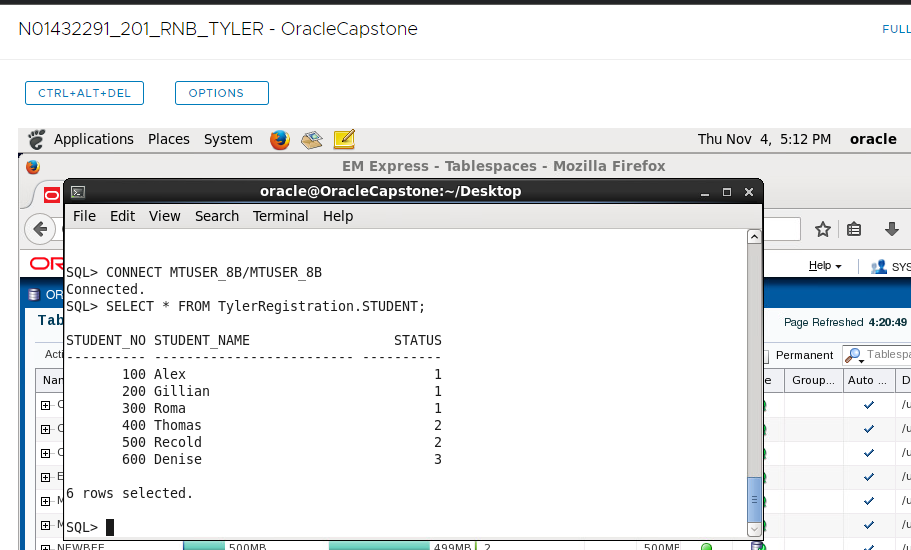 N01432291_201_RNB_TYLER - OracleCapstone
FULL
CTRL+ALT+DEL OPTIONS
Applications Places System Thu Nov 4, 5:12 PM oracle
EM Express - Tablespaces - Mozilla Firefox
oracle@OracleCapstone:~/Desktop
File Edit View Search Terminal Help
SQL> CONNECT MTUSER_8B/MTUSER_8B
Connected.
SQL> SELECT * FROM TylerRegistration.STUDENT;
STUDENT_NO STUDENT_NAME STATUS
---------- ------------------------- ----------
100 Alex 1
200 Gillian 1
300 Roma 1
400 Thomas 2
500 Recold 2
600 Denise 3
6 rows selected.
SQL>
Help SYS
Page Refreshed 4:20:49
Permanent Tablespa
Group... Auto ... D
/u
/u
/u
/u
/u
/u
NEWBEE 500MB 499MB 2 500MB